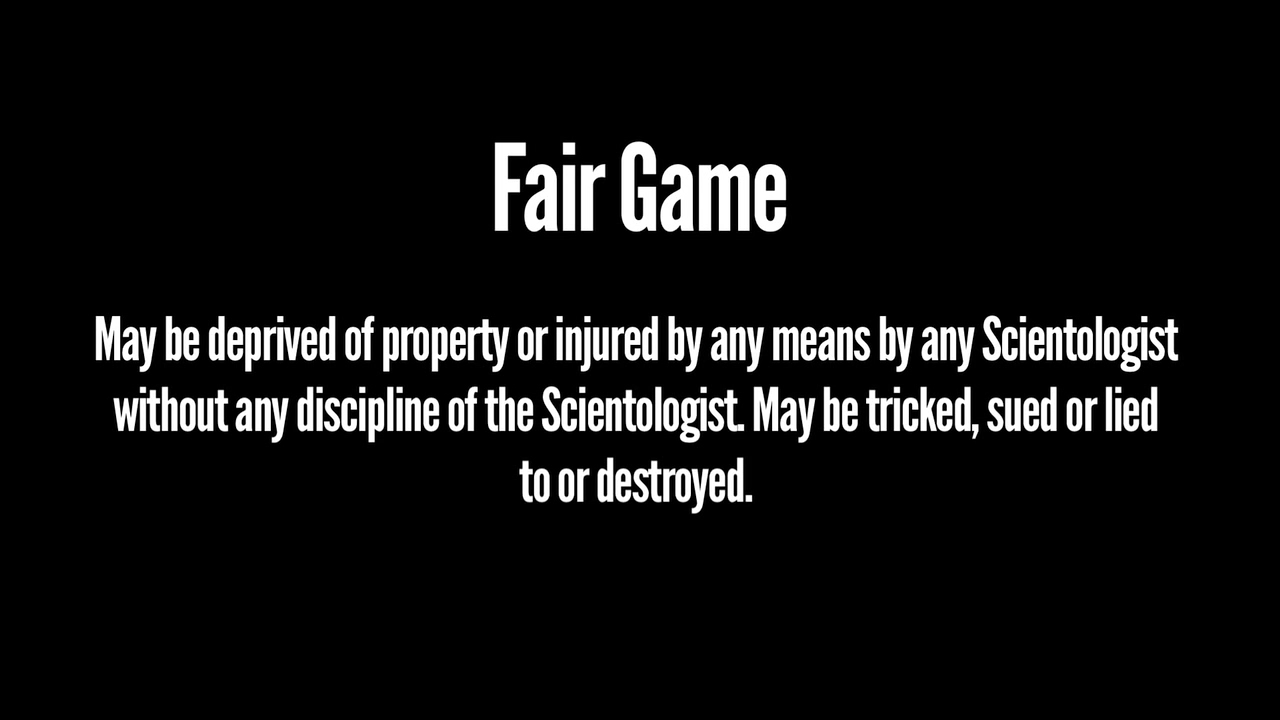 Fair Game
May be deprived of property or injured by any means by any Scientologist
without any discipline of the Scientologist. May be tricked, sued or lied
to or destroyed.